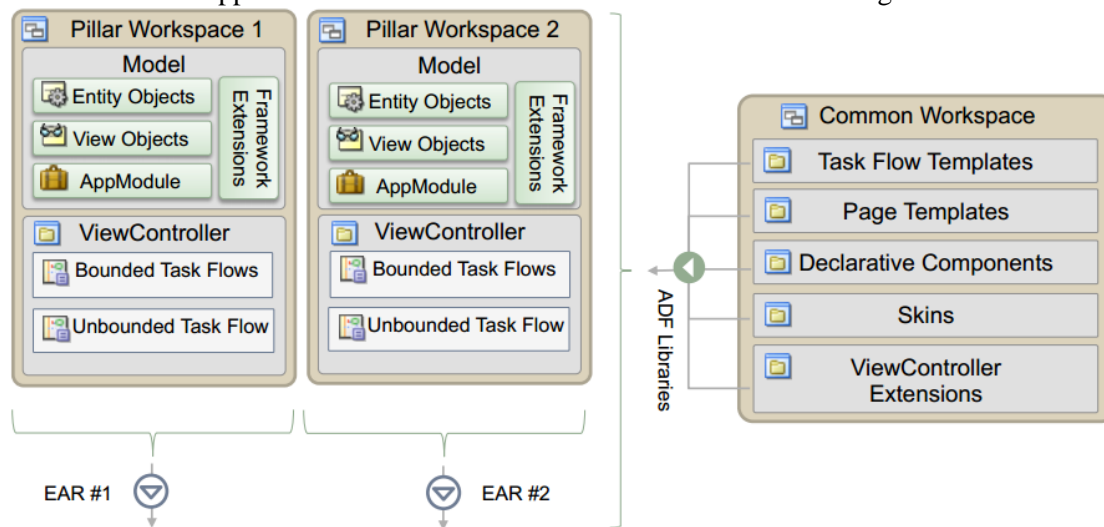 Pillar Workspace 1
Model
Entity Objects
View Objects
AppModule
Framework
Extensions
ViewController
Bounded Task Flows
Unbounded Task Flow
EAR #1
Pillar Workspace 2
Model
Entity Objects
View Objects
AppModule
Framework
Extensions
ViewController
Bounded Task Flows
Unbounded Task Flow
EAR #2
ADF Libraries
Common Workspace
Task Flow Templates
Page Templates
Declarative Components
Skins
ViewController
Extensions